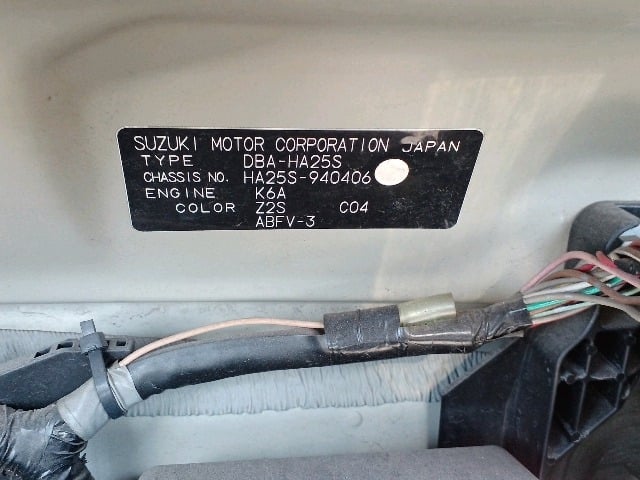 SUZUKI MOTOR CORPORATION JAPAN
TYPE DBA-HA25S
CHASSIS NO. HA25S-940406
ENGINE K6A
COLOR Z2S C04
ABFV-3